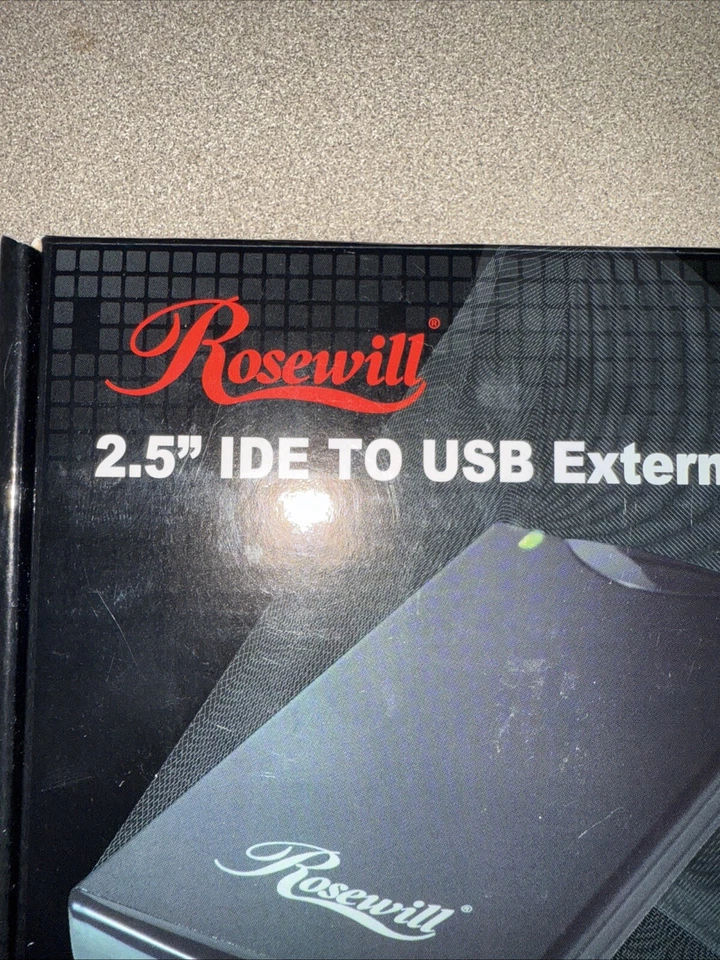 Rosewill®
2.5” IDE TO USB Extern
Rosewill®